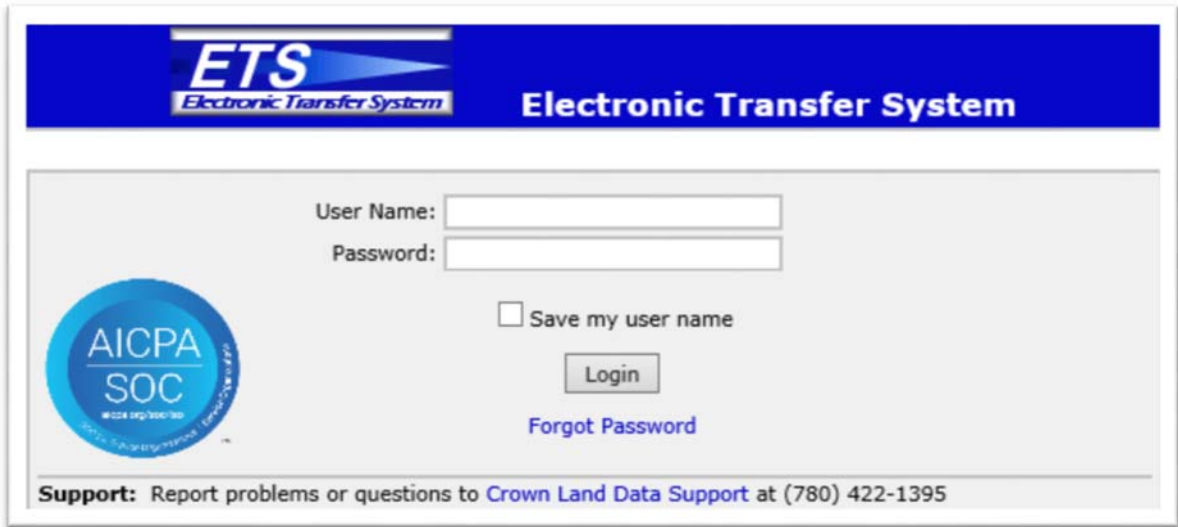 ETS
Electronic Transfer System
Electronic Transfer System
User Name:
Password:
Save my user name
Login
Forgot Password
AICPA
SOC
Support: Report problems or questions to Crown Land Data Support at (780) 422-1395